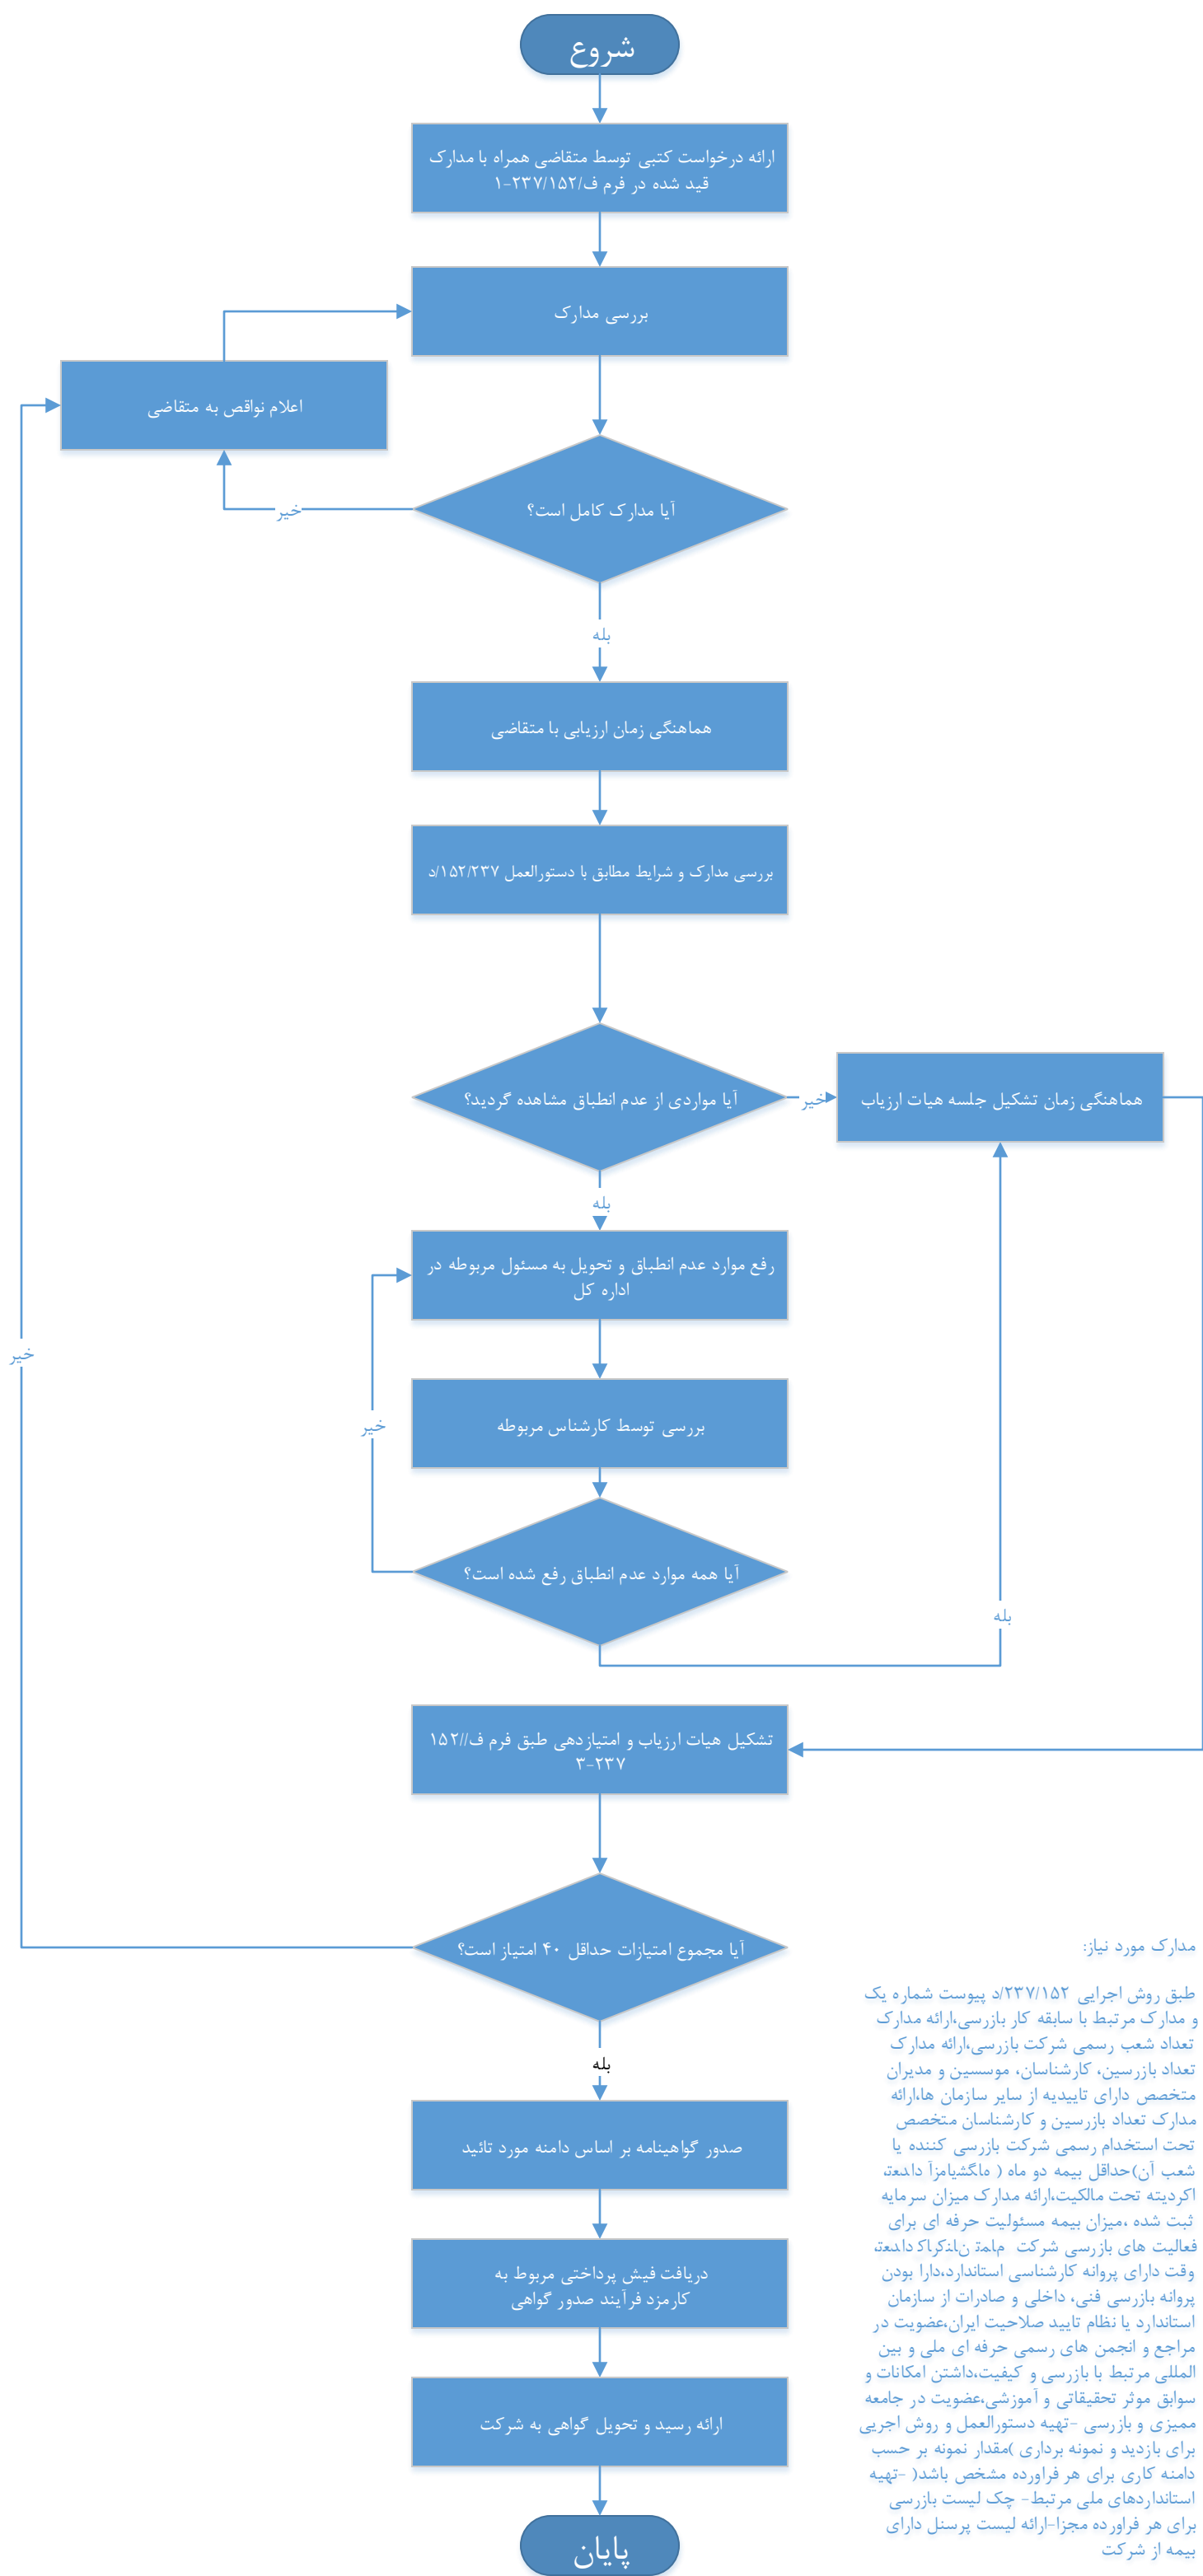 شروع
ارائه درخواست کتبی توسط متقاضی همراه با مدارک
قید شده در فرم ف/۲۳۷/۱۵۲-۱
بررسی مدارک
اعلام نواقص به متقاضی
آیا مدارک کامل است؟
خیر
بله
هماهنگی زمان ارزیابی با متقاضی
بررسی مدارک و شرایط مطابق با دستورالعمل ۱۵۲/۲۳۷/د
آیا مواردی از عدم انطباق مشاهده گردید؟
خیر
هماهنگی زمان تشکیل جلسه هیات ارزیاب
بله
رفع موارد عدم انطباق و تحویل به مسئول مربوطه در
اداره کل
خیر
بررسی توسط کارشناس مربوطه
خیر
آیا همه موارد عدم انطباق رفع شده است؟
بله
تشکیل هیات ارزیاب و امتیازدهی طبق فرم ف//۱۵۲
۲۳۷-۳
آیا مجموع امتیازات حداقل ۴۰ امتیاز است؟
بله
صدور گواهینامه بر اساس دامنه مورد تائید
دریافت فیش پرداختی مربوط به
کارمزد فرآیند صدور گواهی
ارائه رسید و تحویل گواهی به شرکت
پایان
مدارک مورد نیاز:
طبق روش اجرایی ۲۳۷/۱۵۲/د پیوست شماره یک
و مدارک مرتبط با سابقه کار بازرسی،ارائه مدارک
تعداد شعب رسمی شرکت بازرسی،ارائه مدارک
تعداد بازرسین، کارشناسان، موسسین و مدیران
متخصص دارای تاییدیه از سایر سازمان ها،ارائه
مدارک تعداد بازرسین و کارشناسان متخصص
تحت استخدام رسمی شرکت بازرسی کننده یا
شعب آن)حداقل بیمه دو ماه (
اکردیته تحت مالکیت،ارائه مدارک میزان سرمایه
ثبت شده ،میزان بیمه مسئولیت حرفه ای برای
فعالیت های بازرسی شرکت
وقت دارای پروانه کارشناسی استاندارد،دارا بودن
پروانه بازرسی فنی، داخلی و صادرات از سازمان
استاندارد یا نظام تایید صلاحیت ایران،عضویت در
مراجع و انجمن های رسمی حرفه ای ملی و بین
المللی مرتبط با بازرسی و کیفیت،داشتن امکانات و
سوابق موثر تحقیقاتی و آموزشی،عضویت در جامعه
ممیزی و بازرسی -تهیه دستورالعمل و روش اجریی
برای بازدید و نمونه برداری )مقدار نمونه بر حسب
دامنه کاری برای هر فراورده مشخص باشد( -تهیه
استانداردهای ملی مرتبط- چک لیست بازرسی
برای هر فراورده مجزا-ارائه لیست پرسنل دارای
بیمه از شرکت